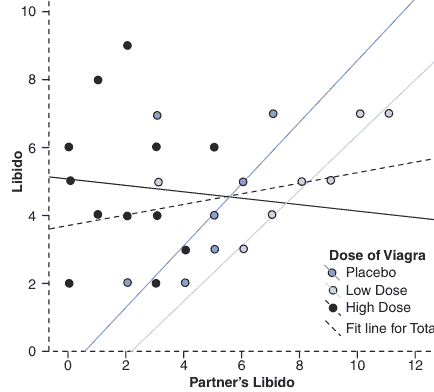 10
8
6
4
2
0
Libido
0 2 4 6 8 10 12
Partner's Libido
Dose of Viagra
Placebo
Low Dose
High Dose
Fit line for Tota